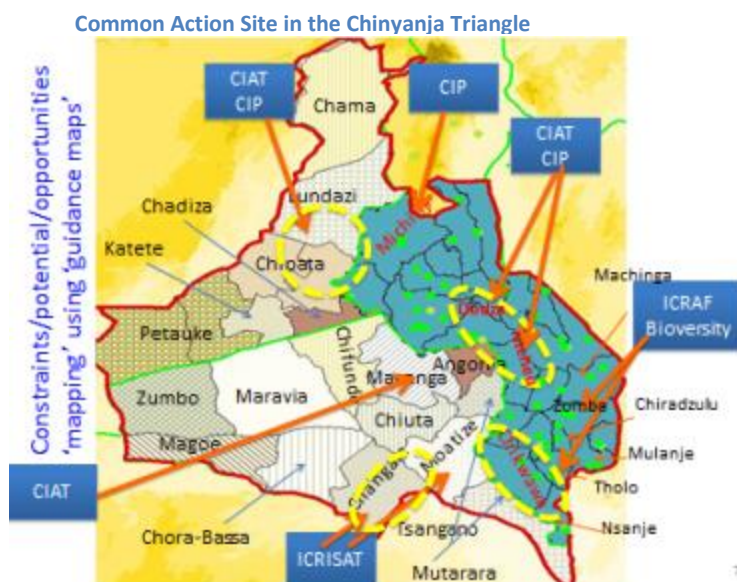 Common Action Site in the Chinyanja Triangle
Constraints/potential/opportunities
‘mapping’ using ‘guidance maps’
CIAT
CIP
CIP
CIAT
CIP
Chama
Lundazi
Chadiza
Katete
Chipata
Machinga
ICRAF
Bioversity
Petauke
Chifunde
Angonia
Zumbo
Maravia
Zomba
Chiradzulu
Chiuta
Magoe
Moatize
Mulanje
CIAT
Tholo
Chora-Bassa
Tsangano
Nsanje
ICRISAT
Mutarara